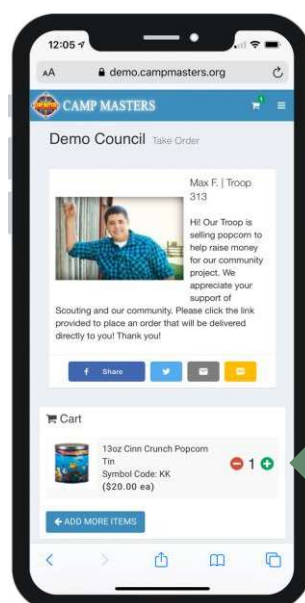 12:05
AA demo.campmasters.org
CAMP MASTERS
Demo Council Take Order
Max F. | Troop
313
Hi! Our Troop is
selling popcorn to
help raise money
for our community
project. We
appreciate your
support of
Scouting and our community. Please click the link
provided to place an order that will be delivered
directly to you! Thank you!
f Share
Cart
13oz Cinn Crunch Popcorn
Tin
Symbol Code: KK
($20.00 ea)
1
ADD MORE ITEMS